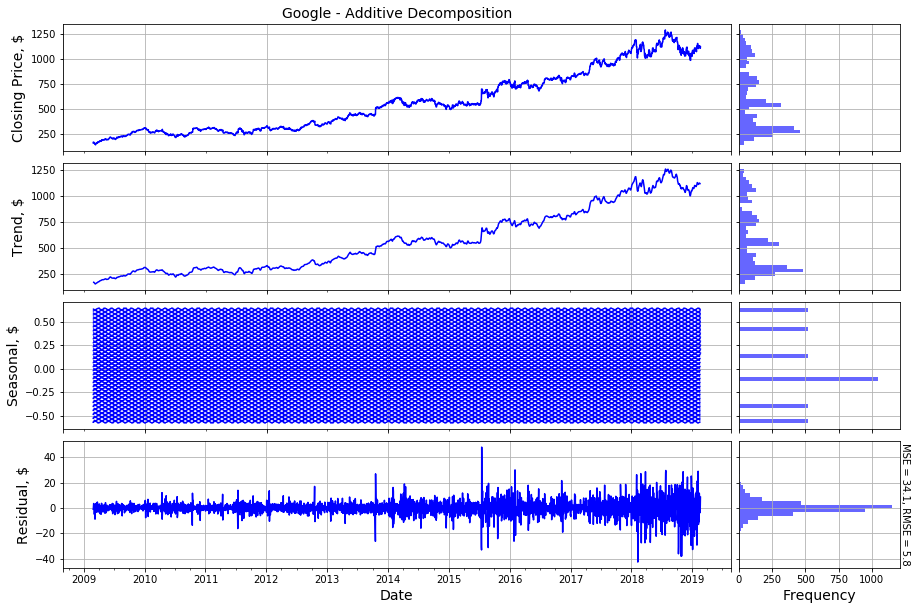 Google - Additive Decomposition
Closing Price, $
1250
1000
750
500
250
Trend, $
1250
1000
750
500
250
Seasonal, $
0.50
0.25
0.00
−0.25
−0.50
Residual, $
40
20
0
−20
−40
2009 2010 2011 2012 2013 2014 2015 2016 2017 2018 2019
Date
0 250 500 750 1000
Frequency
MSE = 34.1, RMSE = 5.8